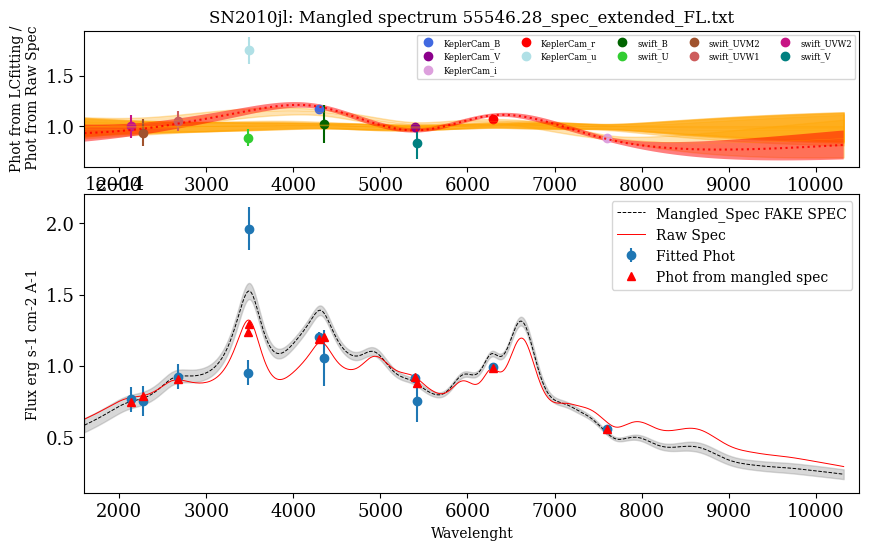 SN2010jl: Mangled spectrum 55546.28_spec_extended_FL.txt
Phot from LCfitting /
Phot from Raw Spec
1.5
1.0
KeplerCam_B KeplerCam_r swift_B swift_UVM2 swift_UVW2
KeplerCam_V KeplerCam_u swift_U swift_UVW1 swift_V
KeplerCam_i
2000 3000 4000 5000 6000 7000 8000 9000 10000
1e−14
Flux erg s-1 cm-2 A-1
2.0
1.5
1.0
0.5
Mangled_Spec FAKE SPEC
Raw Spec
Fitted Phot
Phot from mangled spec
2000 3000 4000 5000 6000 7000 8000 9000 10000
Wavelenght